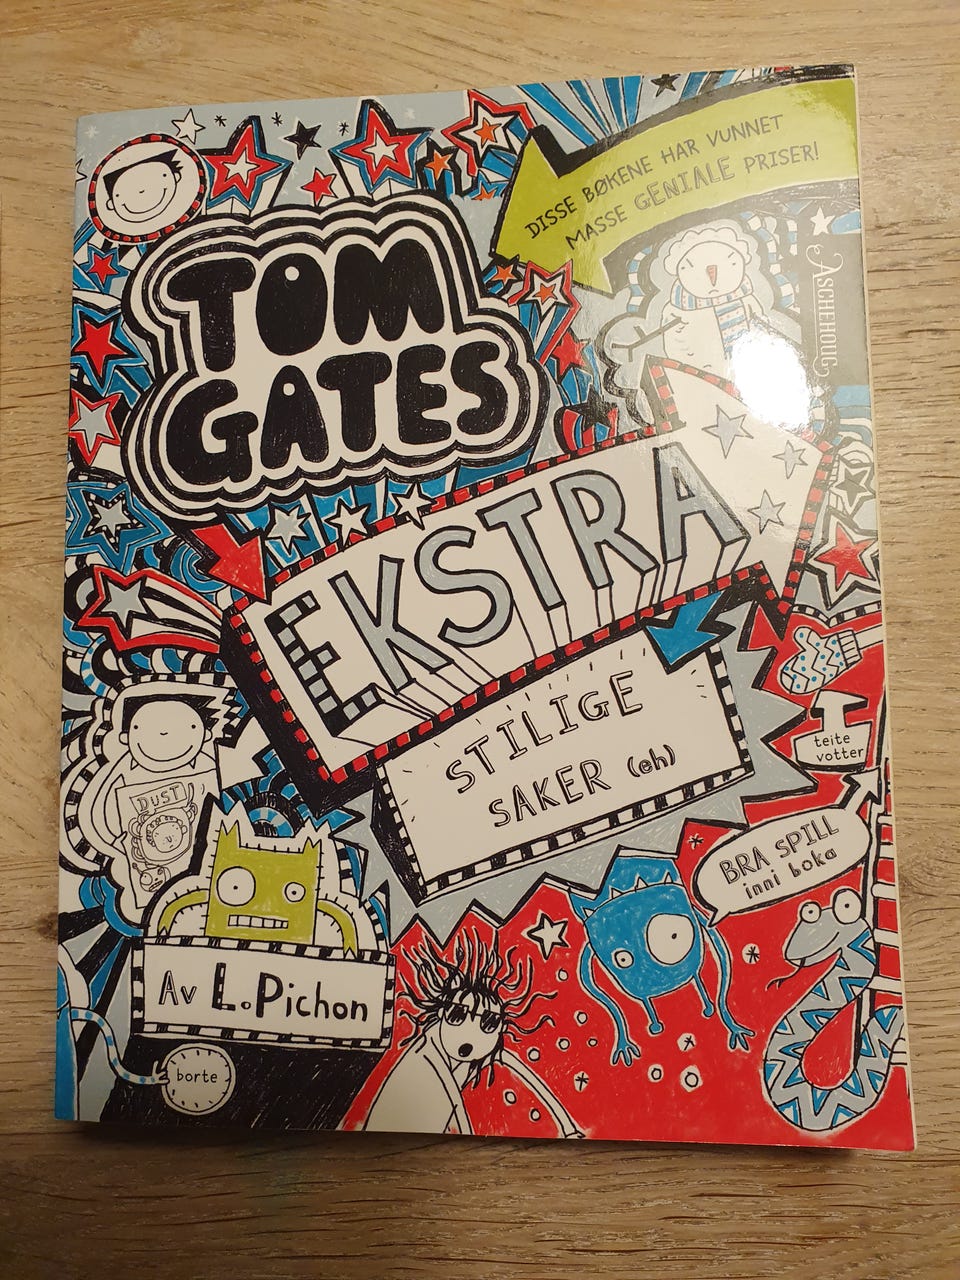 DISSE BØKENE HAR VUNNET
MASSE GENIALE PRISER!
ASCHEHOUG
TOM
GATES
EKSTRA
STILIGE
SAKER (eh)
teite
votter
DUST
BRA SPILL
inni boka
Av L.Pichon
borte